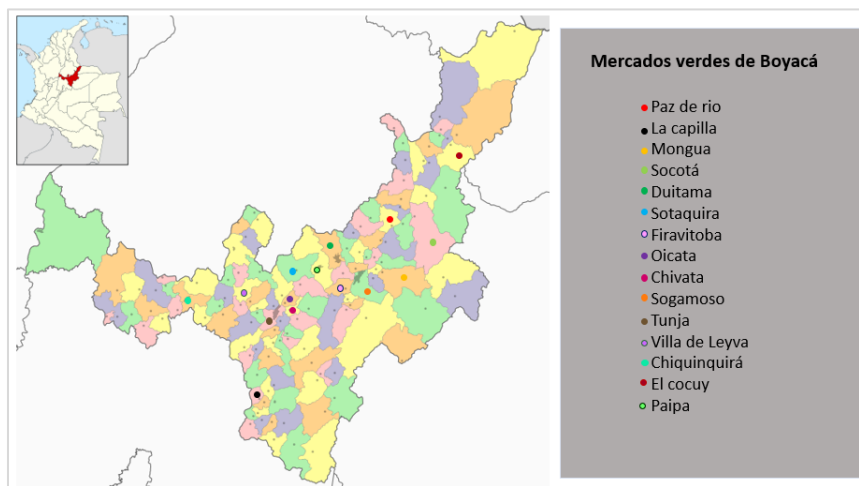 Mercados verdes de Boyacá
Paz de rio
La capilla
Mongua
Socotá
Duitama
Sotaquira
Firavitoba
Oicata
Chivata
Sogamoso
Tunja
Villa de Leyva
Chiquinquirá
El cocuy
Paipa